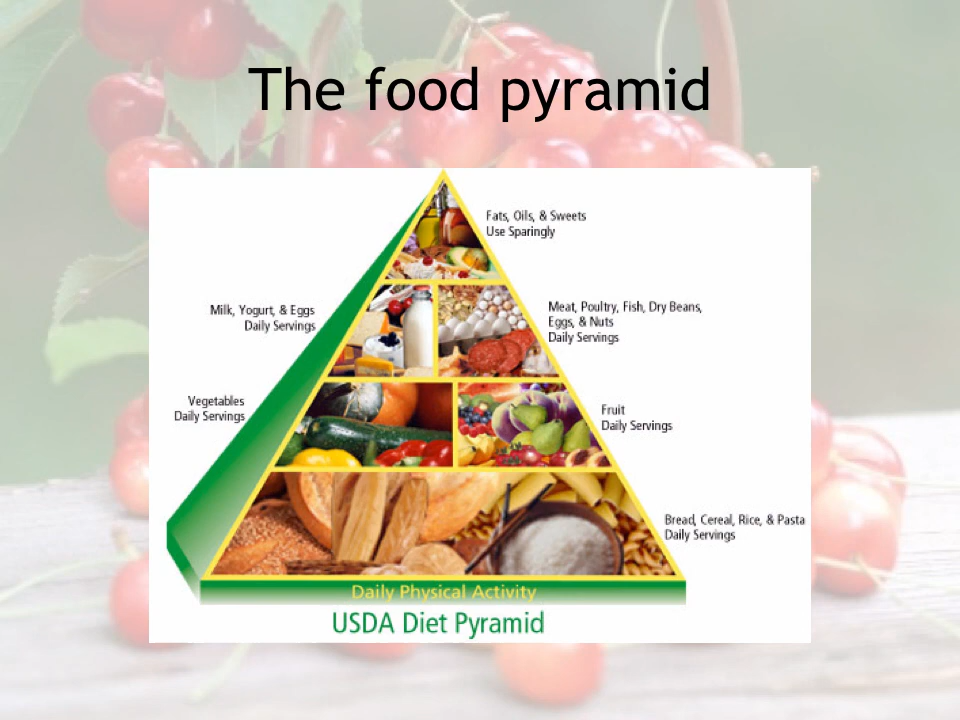 The food pyramid
Fats, Oils, & Sweets
Use Sparingly
Milk, Yogurt, & Eggs
Daily Servings
Meat, Poultry, Fish, Dry Beans,
Eggs, & Nuts
Daily Servings
Vegetables
Daily Servings
Fruit
Daily Servings
Bread, Cereal, Rice, & Pasta
Daily Servings
Daily Physical Activity
USDA Diet Pyramid